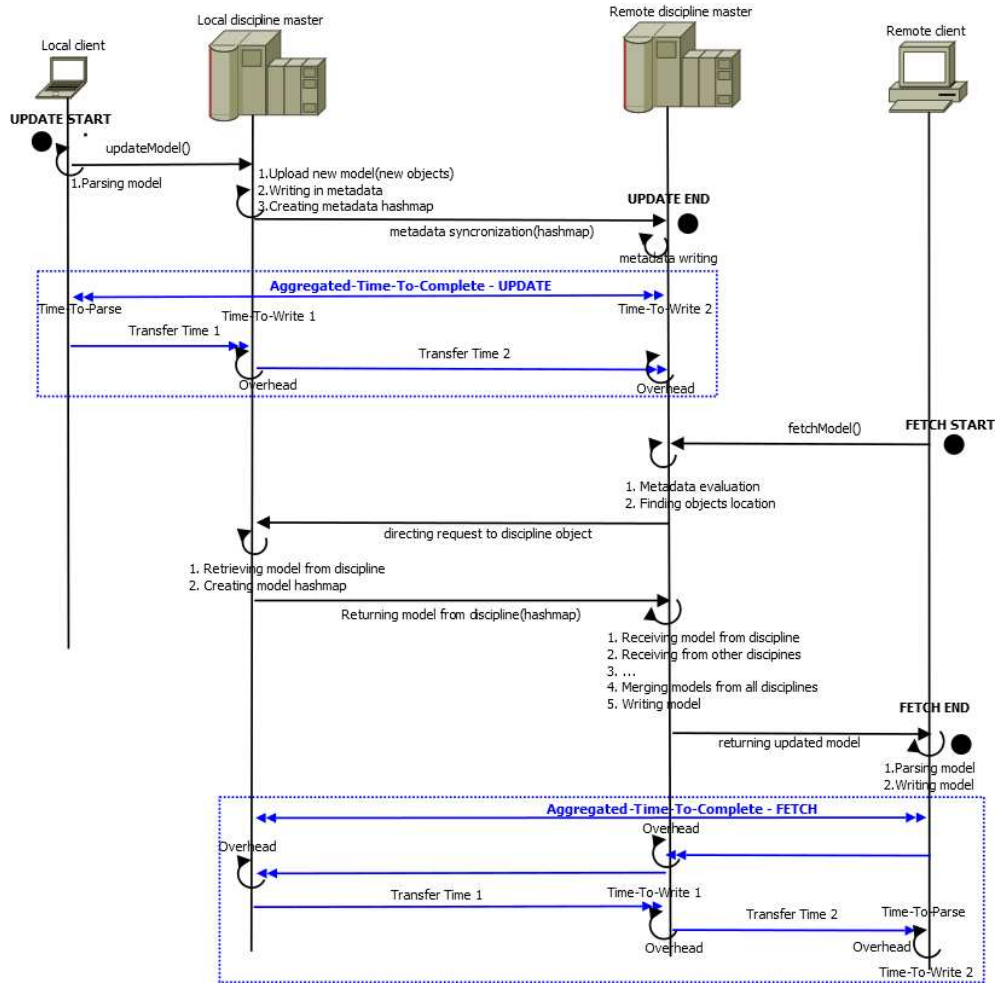 Local discipline master
Remote discipline master
Local client
Remote client
UPDATE START
updateModel()
1.Parsing model
1.Upload new model(new objects)
2.Writing in metadata
3.Creating metadata hashmap
UPDATE END
metadata syncronization(hashmap)
metadata writing
Aggregated-Time-To-Complete - UPDATE
Time-To-Parse
Time-To-Write 1
Time-To-Write 2
Transfer Time 1
Transfer Time 2
Overhead
Overhead
fetchModel()
FETCH START
1. Metadata evaluation
2. Finding objects location
directing request to discipline object
1. Retrieving model from discipline
2. Creating model hashmap
Returning model from discipline(hashmap)
1. Receiving model from discipline
2. Receiving from other discipines
3. ...
4. Merging models from all disciplines
5. Writing model
FETCH END
returning updated model
1.Parsing model
2.Writing model
Aggregated-Time-To-Complete - FETCH
Overhead
Overhead
Transfer Time 1
Time-To-Write 1
Transfer Time 2
Time-To-Parse
Overhead
Overhead
Time-To-Write 2